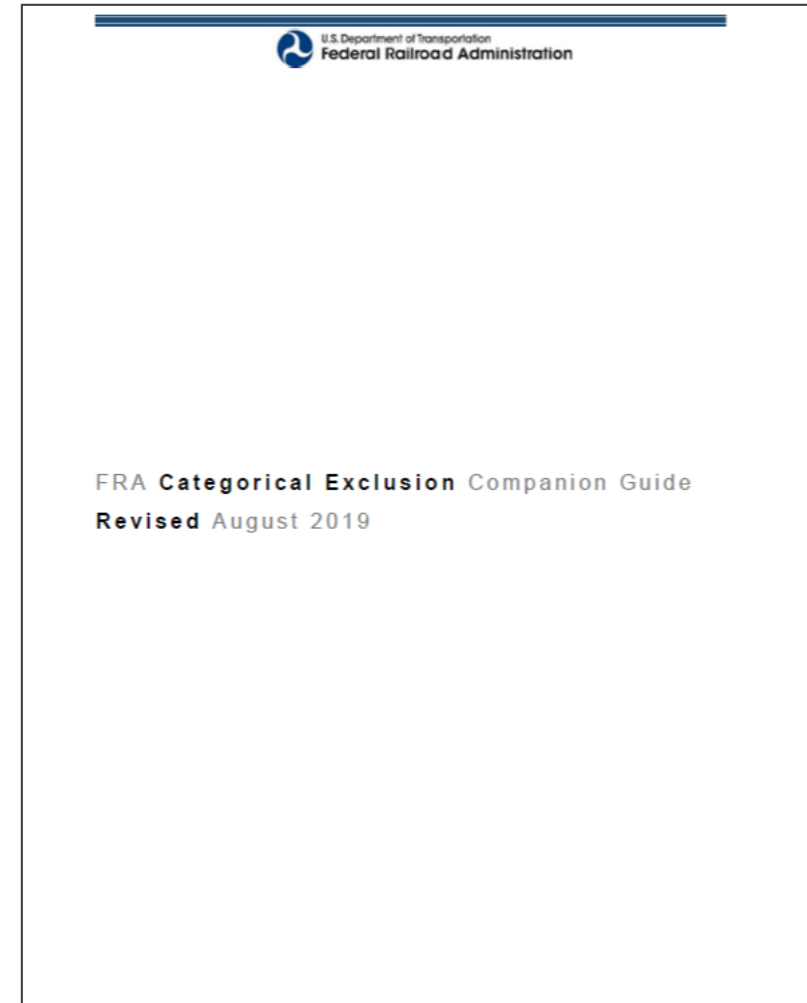 U.S. Department of Transportation
Federal Railroad Administration
FRA Categorical Exclusion Companion Guide
Revised August 2019